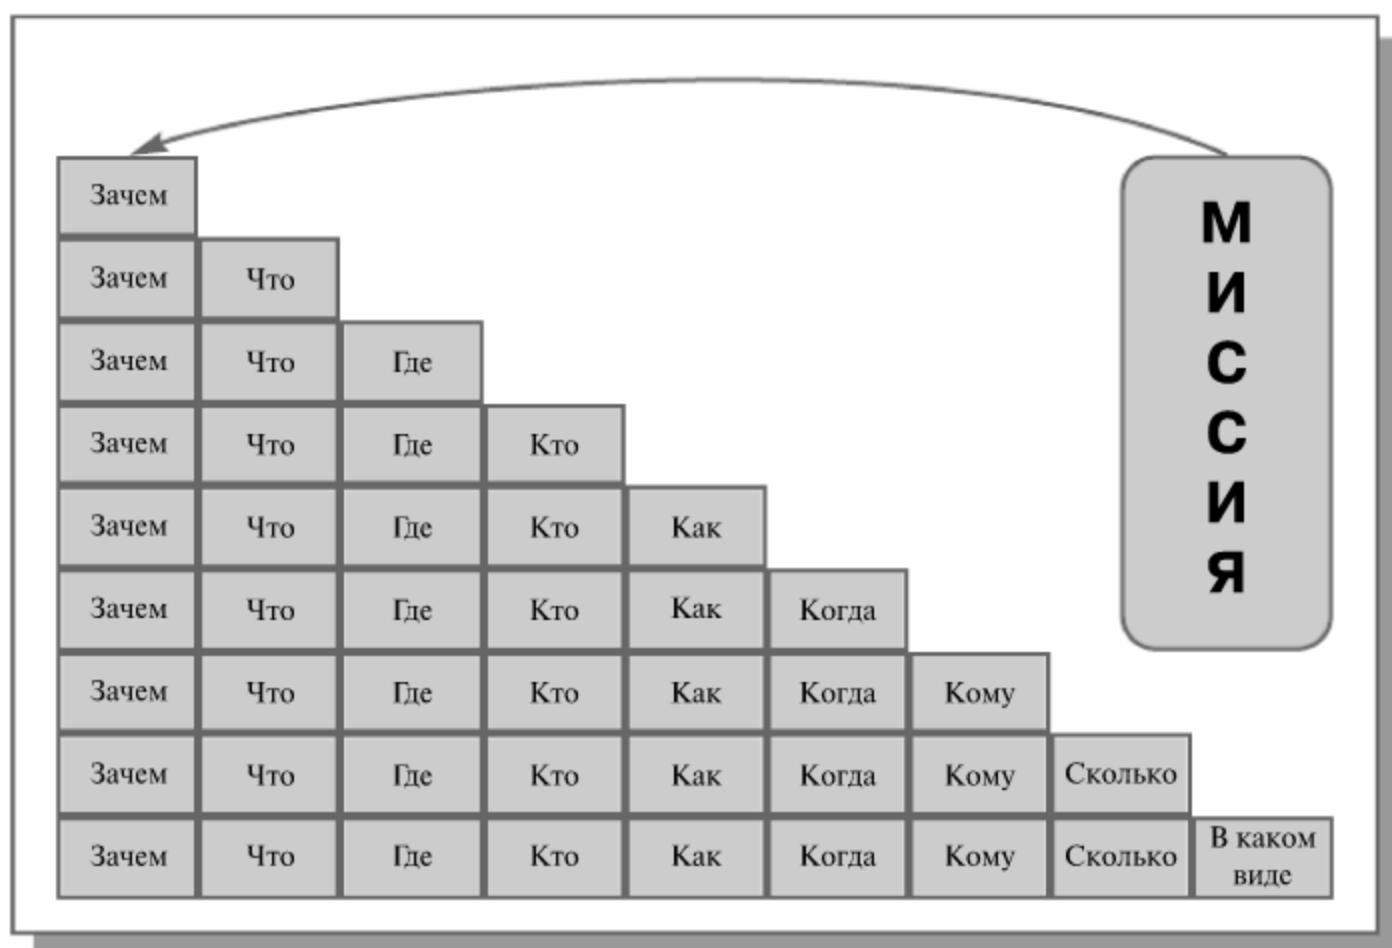 Зачем
Зачем Что
Зачем Что Где
Зачем Что Где Кто
Зачем Что Где Кто Как
Зачем Что Где Кто Как Когда
Зачем Что Где Кто Как Когда Кому
Зачем Что Где Кто Как Когда Кому Сколько
Зачем Что Где Кто Как Когда Кому Сколько В каком
виде
М
И
С
С
И
Я